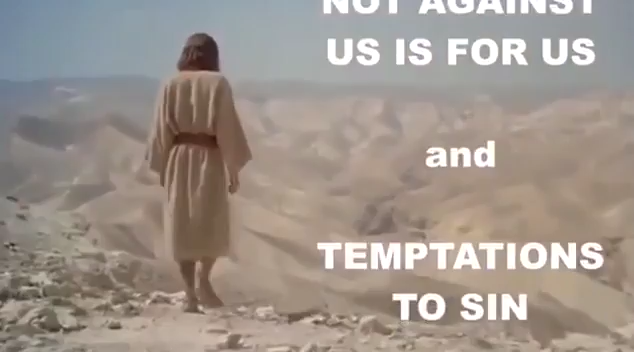 NOT AGAINST
US IS FOR US
and
TEMPTATIONS
TO SIN